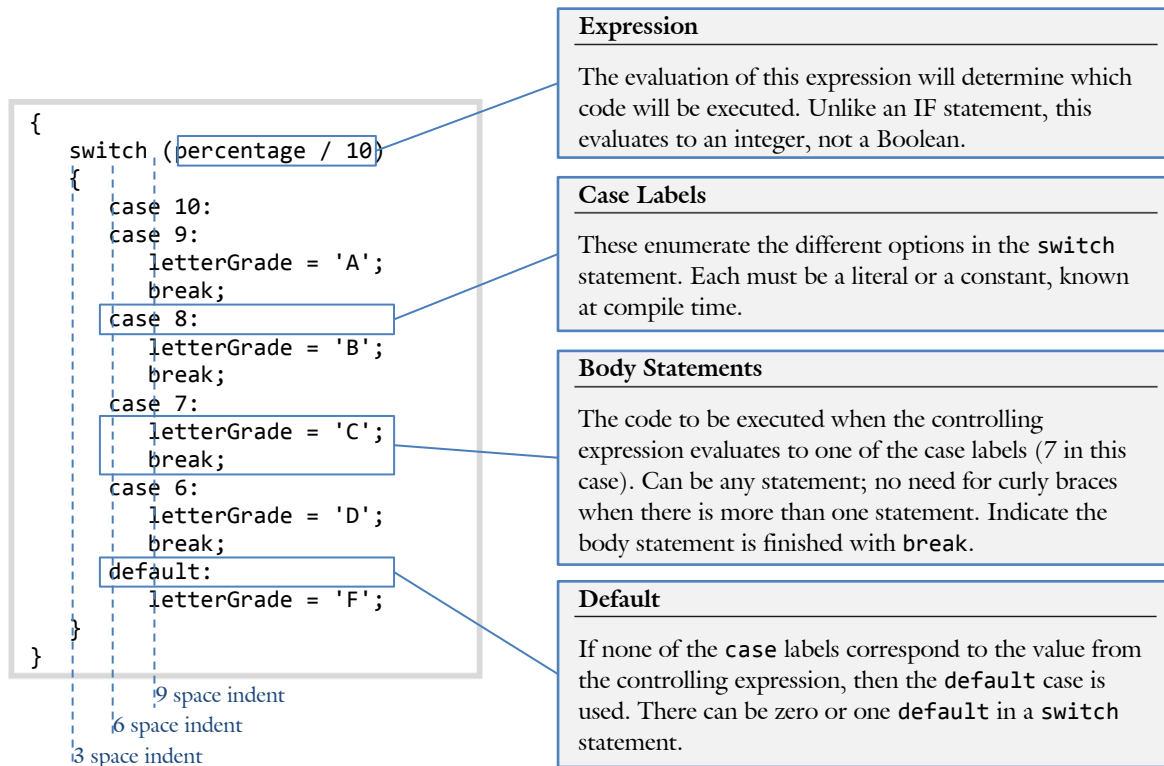 {
switch (percentage / 10)
{
case 10:
case 9:
letterGrade = 'A';
break;
case 8:
letterGrade = 'B';
break;
case 7:
letterGrade = 'C';
break;
case 6:
letterGrade = 'D';
break;
default:
letterGrade = 'F';
}
}
9 space indent
6 space indent
3 space indent
Expression
The evaluation of this expression will determine which
code will be executed. Unlike an IF statement, this
evaluates to an integer, not a Boolean.
Case Labels
These enumerate the different options in the switch
statement. Each must be a literal or a constant, known
at compile time.
Body Statements
The code to be executed when the controlling
expression evaluates to one of the case labels (7 in this
case). Can be any statement; no need for curly braces
when there is more than one statement. Indicate the
body statement is finished with break.
Default
If none of the case labels correspond to the value from
the controlling expression, then the default case is
used. There can be zero or one default in a switch
statement.